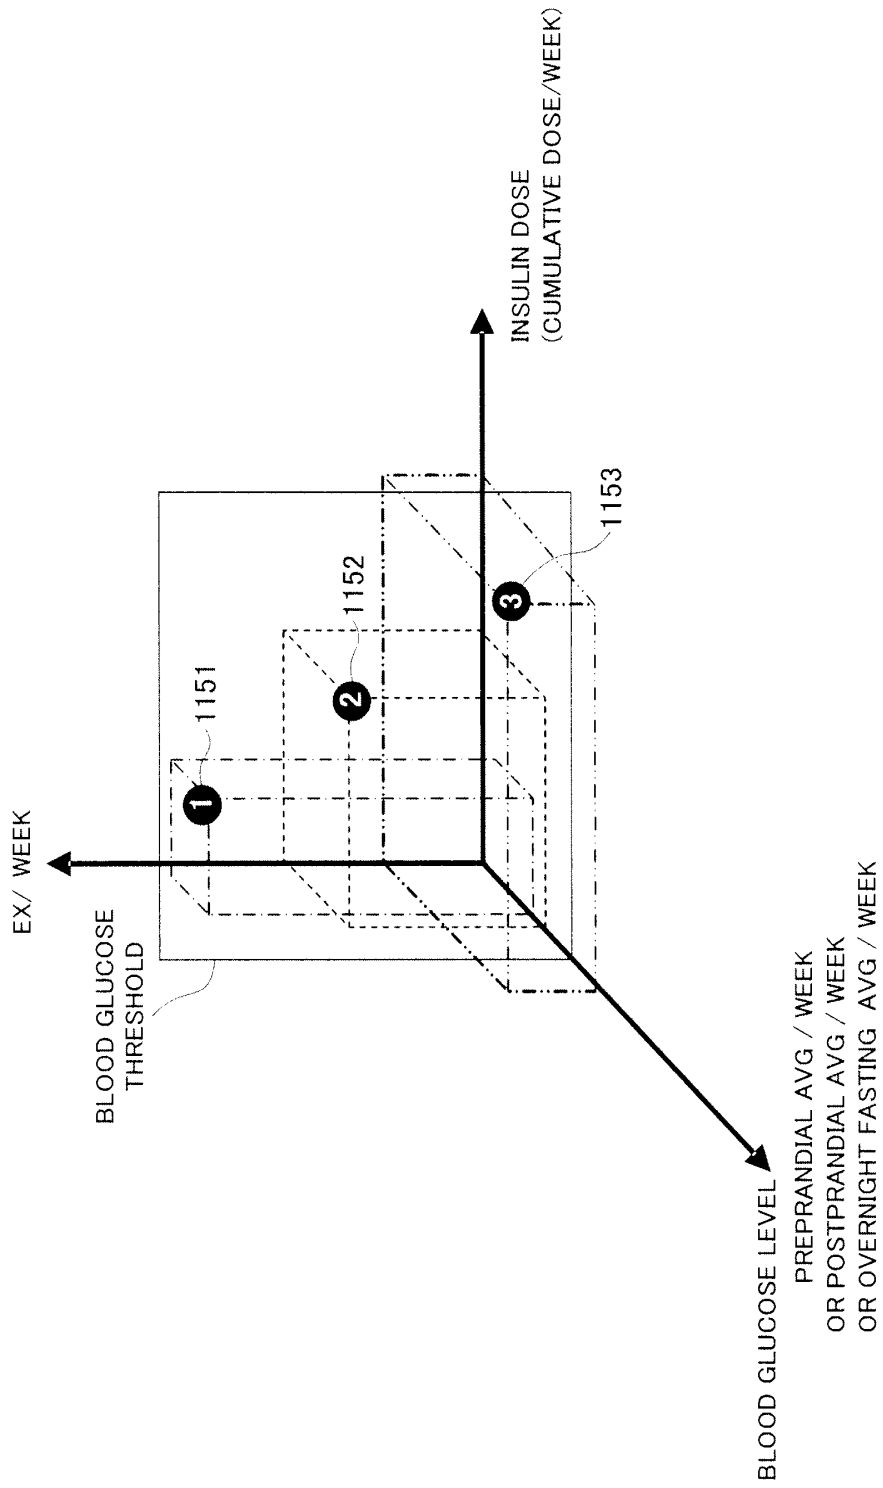 EX/ WEEK
BLOOD GLUCOSE
THRESHOLD
1151
1
1152
2
1153
3
INSULIN DOSE
(CUMULATIVE DOSE/WEEK)
BLOOD GLUCOSE LEVEL
PREPRANDIAL AVG / WEEK
OR POSTPRANDIAL AVG / WEEK
OR OVERNIGHT FASTING AVG / WEEK